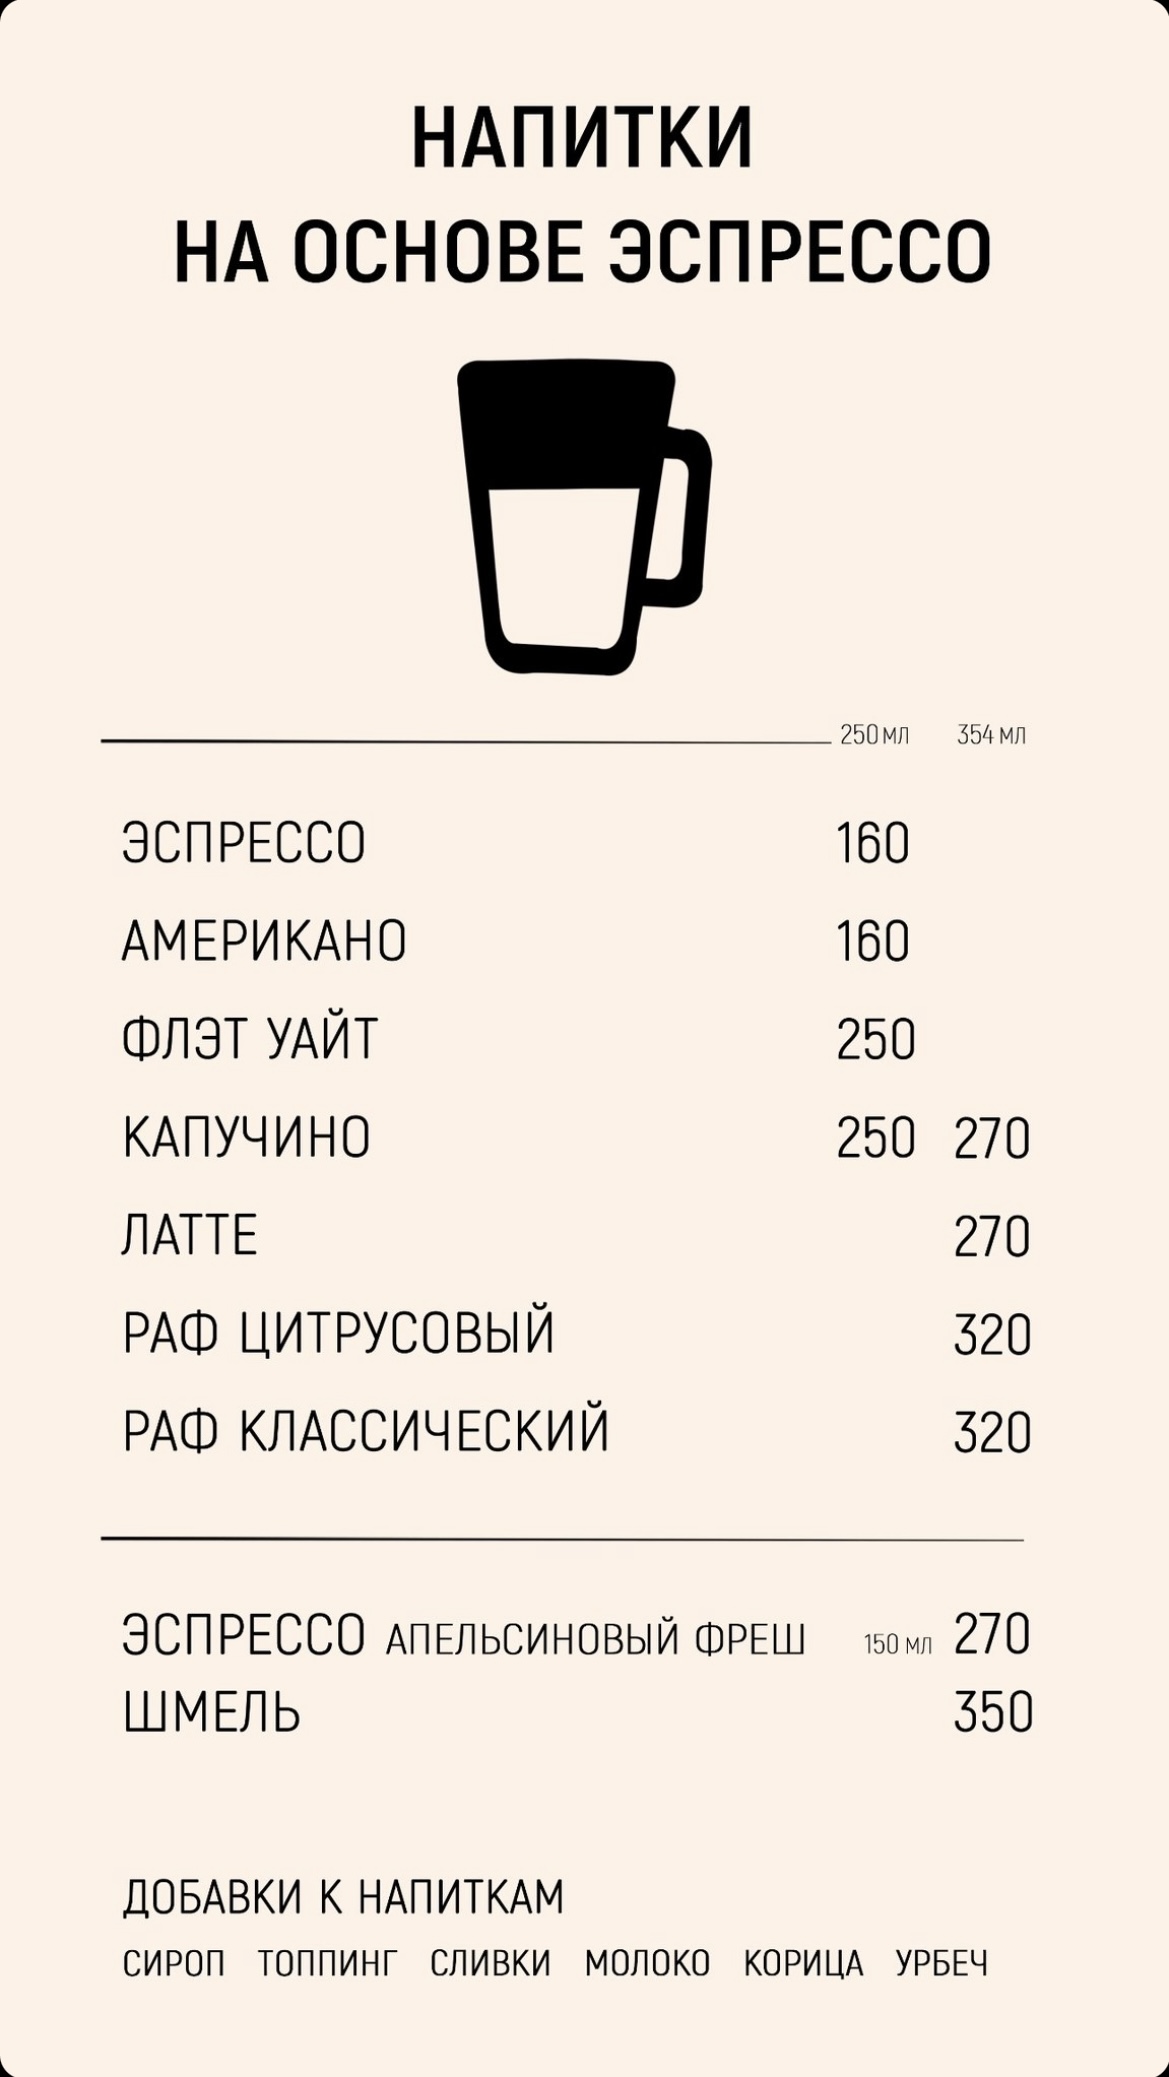 НАПИТКИ
НА ОСНОВЕ ЭСПРЕССО
250 МЛ 354 МЛ
ЭСПРЕССО 160
АМЕРИКАНО 160
ФЛЭТ УАЙТ 250
КАПУЧИНО 250 270
ЛАТТЕ 270
РАФ ЦИТРУСОВЫЙ 320
РАФ КЛАССИЧЕСКИЙ 320
ЭСПРЕССО АПЕЛЬСИНОВЫЙ ФРЕШ 150 МЛ 270
ШМЕЛЬ 350
ДОБАВКИ К НАПИТКАМ
СИРОП ТОППИНГ СЛИВКИ МОЛОКО КОРИЦА УРБЕЧ